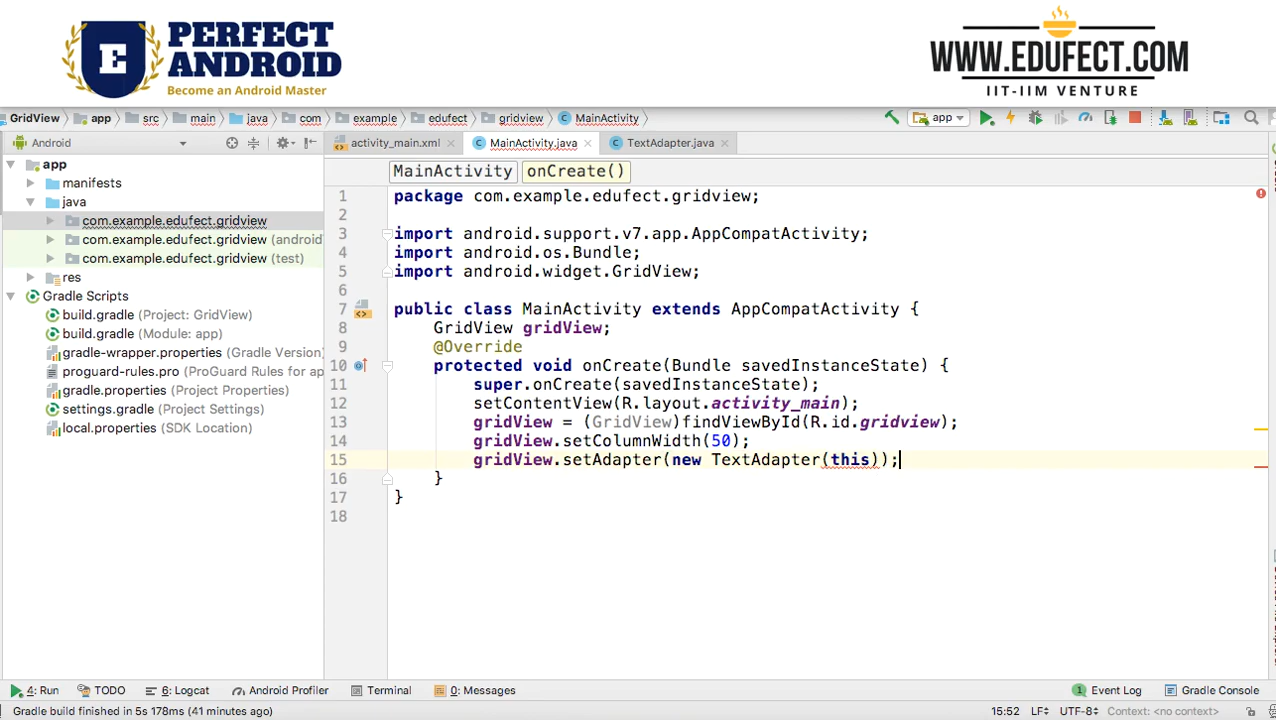 PERFECT
ANDROID
Become an Android Master
WWW.EDUFECT.COM
IIT-IIM VENTURE
GridView app src main java com example edufect gridview MainActivity app
Android activity_main.xml MainActivity.java TextAdapter.java
MainActivity onCreate()
app
manifests
java
com.example.edufect.gridview
com.example.edufect.gridview (android
com.example.edufect.gridview (test)
res
Gradle Scripts
build.gradle (Project: GridView)
build.gradle (Module: app)
gradle-wrapper.properties (Gradle Version)
proguard-rules.pro (ProGuard Rules for ap
gradle.properties (Project Properties)
settings.gradle (Project Settings)
local.properties (SDK Location)
1 package com.example.edufect.gridview;
2
3 import android.support.v7.app.AppCompatActivity;
4 import android.os.Bundle;
5 import android.widget.GridView;
6
7 public class MainActivity extends AppCompatActivity {
8 GridView gridView;
9 @Override
10 protected void onCreate(Bundle savedInstanceState) {
11 super.onCreate(savedInstanceState);
12 setContentView(R.layout.activity_main);
13 gridView = (GridView)findViewById(R.id.gridview);
14 gridView.setColumnWidth(50);
15 gridView.setAdapter(new TextAdapter(this));
16 }
17 }
18
4: Run TODO 6: Logcat Android Profiler Terminal 0: Messages 1 Event Log Gradle Console
Gradle build finished in 5s 178ms (41 minutes ago) 15:52 LF UTF-8 Context: <no context>